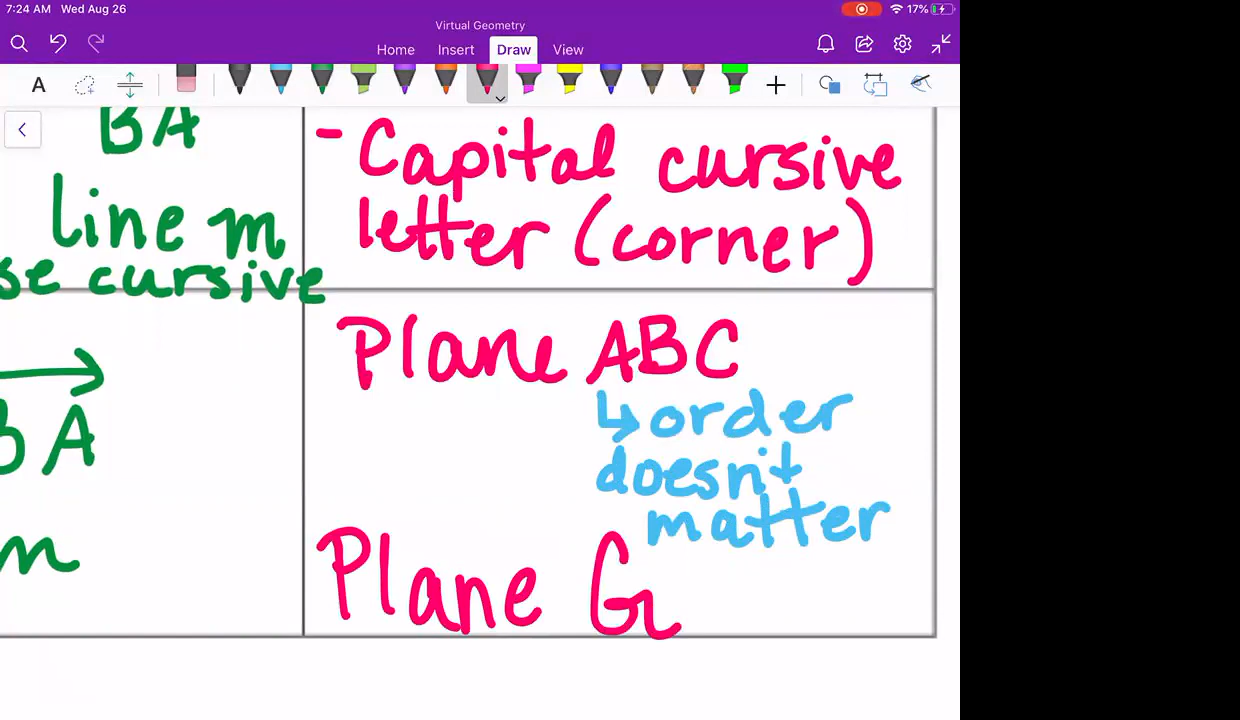 7:24 AM Wed Aug 26
17%
Virtual Geometry
Home Insert Draw View
A
BA
line m
se cursive
BA
m
- Capital cursive
letter (corner)
Plane ABC
↳ order
doesn't
matter
Plane G